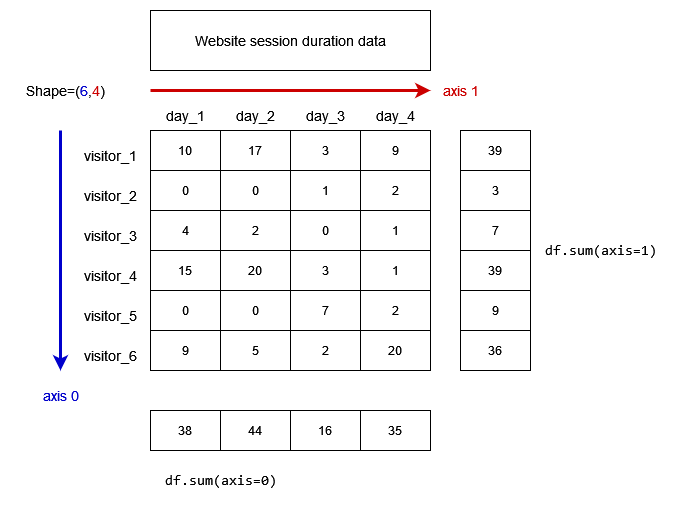 Website session duration data
Shape=(6,4) axis 1
day_1 day_2 day_3 day_4
visitor_1 10 17 3 9 39
visitor_2 0 0 1 2 3
visitor_3 4 2 0 1 7
df.sum(axis=1)
visitor_4 15 20 3 1 39
visitor_5 0 0 7 2 9
visitor_6 9 5 2 20 36
axis 0
38 44 16 35
df.sum(axis=0)